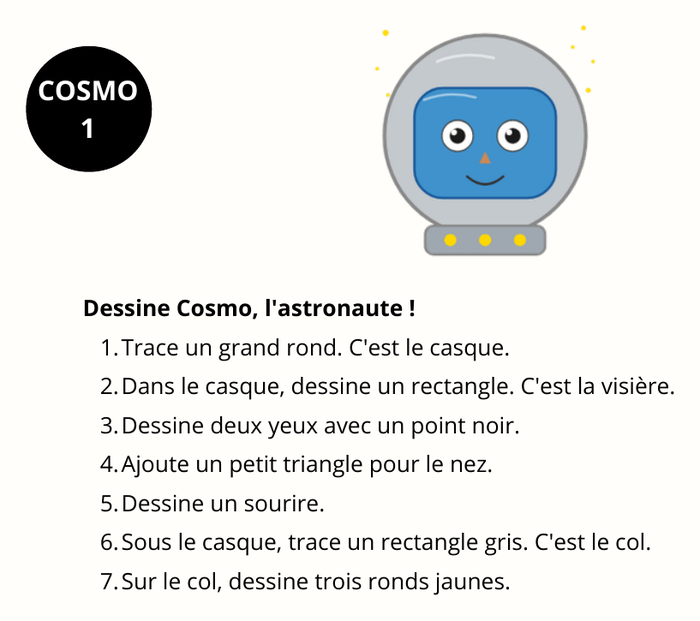 COSMO
1
Dessine Cosmo, l'astronaute !
1. Trace un grand rond. C'est le casque.
2. Dans le casque, dessine un rectangle. C'est la visière.
3. Dessine deux yeux avec un point noir.
4. Ajoute un petit triangle pour le nez.
5. Dessine un sourire.
6. Sous le casque, trace un rectangle gris. C'est le col.
7. Sur le col, dessine trois ronds jaunes.